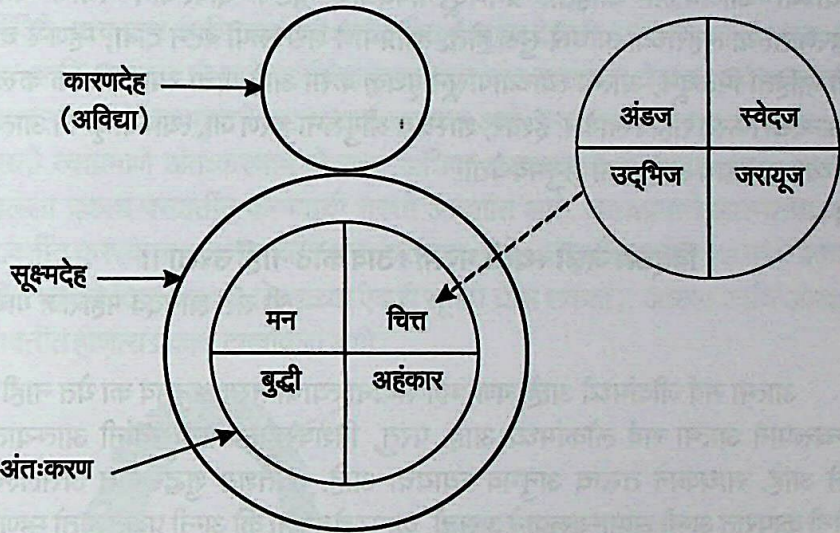 कारणदेह
(अविद्या)
अंडज
स्वेदज
उद्‌भिज
जरायूज
सूक्ष्मदेह
मन
चित्त
बुद्धी
अहंकार
अंतःकरण